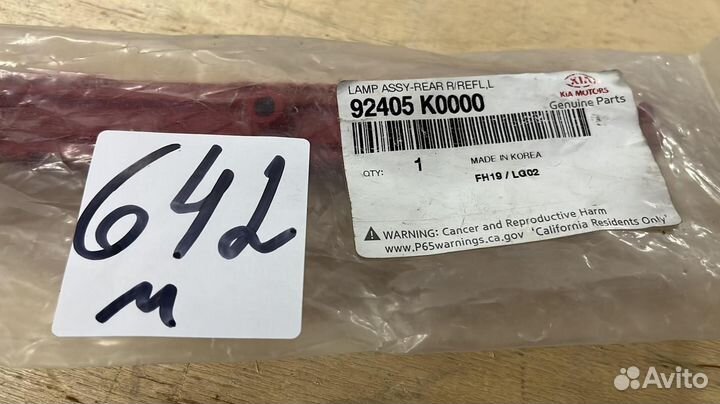 LAMP ASSY-REAR R/REFL,L
92405 K0000
KIA
KIA MOTORS
Genuine Parts
QTY: 1 MADE IN KOREA
FH19 / LG02
WARNING: Cancer and Reproductive Harm
www.P65warnings.ca.gov 'California Residents Only'
642
м
Avito